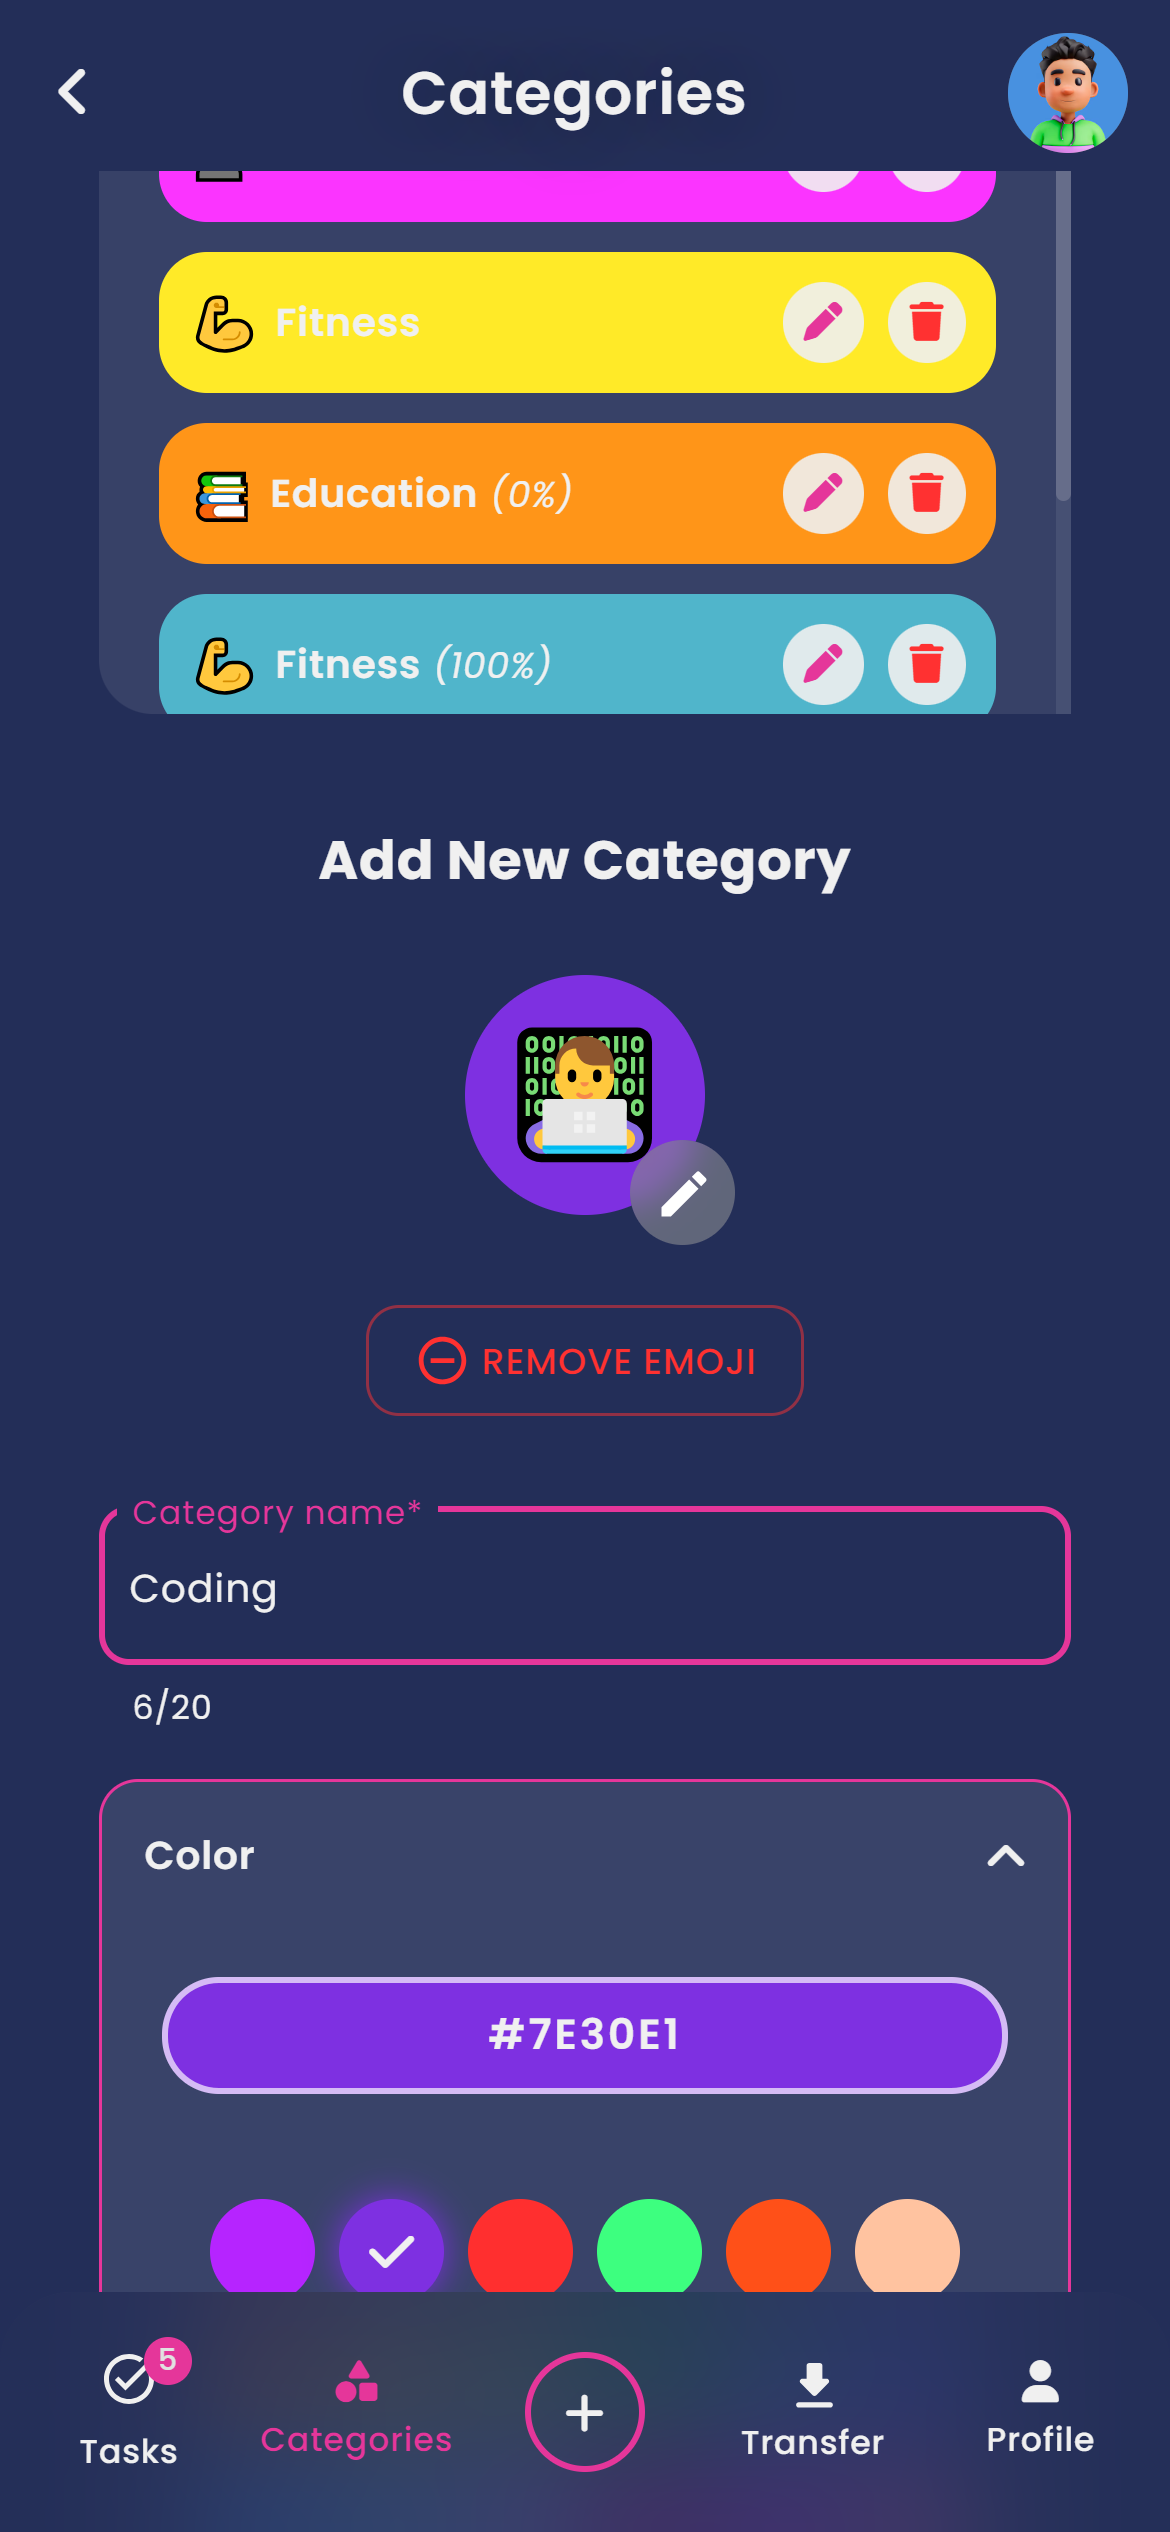 Categories
Fitness
Education (0%)
Fitness (100%)
Add New Category
REMOVE EMOJI
Category name*
Coding
6/20
Color
#7E30E1
5
Tasks
Categories
Transfer
Profile